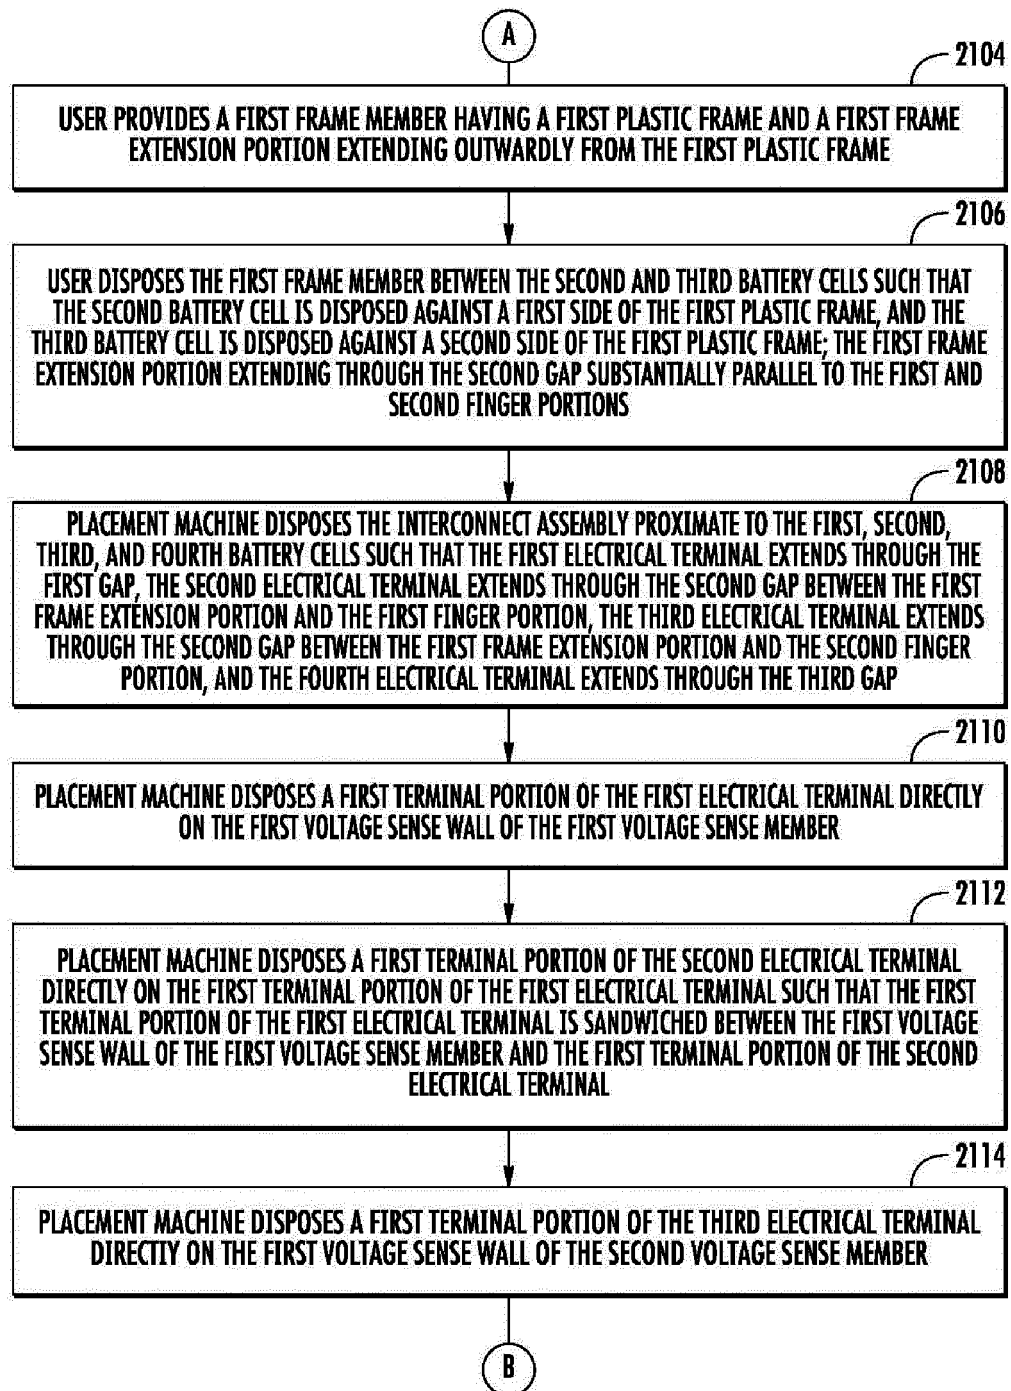 A
2104
USER PROVIDES A FIRST FRAME MEMBER HAVING A FIRST PLASTIC FRAME AND A FIRST FRAME
EXTENSION PORTION EXTENDING OUTWARDLY FROM THE FIRST PLASTIC FRAME
2106
USER DISPOSES THE FIRST FRAME MEMBER BETWEEN THE SECOND AND THIRD BATTERY CELLS SUCH THAT
THE SECOND BATTERY CELL IS DISPOSED AGAINST A FIRST SIDE OF THE FIRST PLASTIC FRAME, AND THE
THIRD BATTERY CELL IS DISPOSED AGAINST A SECOND SIDE OF THE FIRST PLASTIC FRAME; THE FIRST FRAME
EXTENSION PORTION EXTENDING THROUGH THE SECOND GAP SUBSTANTIALLY PARALLEL TO THE FIRST AND
SECOND FINGER PORTIONS
2108
PLACEMENT MACHINE DISPOSES THE INTERCONNECT ASSEMBLY PROXIMATE TO THE FIRST, SECOND,
THIRD, AND FOURTH BATTERY CELLS SUCH THAT THE FIRST ELECTRICAL TERMINAL EXTENDS THROUGH THE
FIRST GAP, THE SECOND ELECTRICAL TERMINAL EXTENDS THROUGH THE SECOND GAP BETWEEN THE FIRST
FRAME EXTENSION PORTION AND THE FIRST FINGER PORTION, THE THIRD ELECTRICAL TERMINAL EXTENDS
THROUGH THE SECOND GAP BETWEEN THE FIRST FRAME EXTENSION PORTION AND THE SECOND FINGER
PORTION, AND THE FOURTH ELECTRICAL TERMINAL EXTENDS THROUGH THE THIRD GAP
2110
PLACEMENT MACHINE DISPOSES A FIRST TERMINAL PORTION OF THE FIRST ELECTRICAL TERMINAL DIRECTLY
ON THE FIRST VOLTAGE SENSE WALL OF THE FIRST VOLTAGE SENSE MEMBER
2112
PLACEMENT MACHINE DISPOSES A FIRST TERMINAL PORTION OF THE SECOND ELECTRICAL TERMINAL
DIRECTLY ON THE FIRST TERMINAL PORTION OF THE FIRST ELECTRICAL TERMINAL SUCH THAT THE FIRST
TERMINAL PORTION OF THE FIRST ELECTRICAL TERMINAL IS SANDWICHED BETWEEN THE FIRST VOLTAGE
SENSE WALL OF THE FIRST VOLTAGE SENSE MEMBER AND THE FIRST TERMINAL PORTION OF THE SECOND
ELECTRICAL TERMINAL
2114
PLACEMENT MACHINE DISPOSES A FIRST TERMINAL PORTION OF THE THIRD ELECTRICAL TERMINAL
DIRECTIY ON THE FIRST VOLTAGE SENSE WALL OF THE SECOND VOLTAGE SENSE MEMBER
B